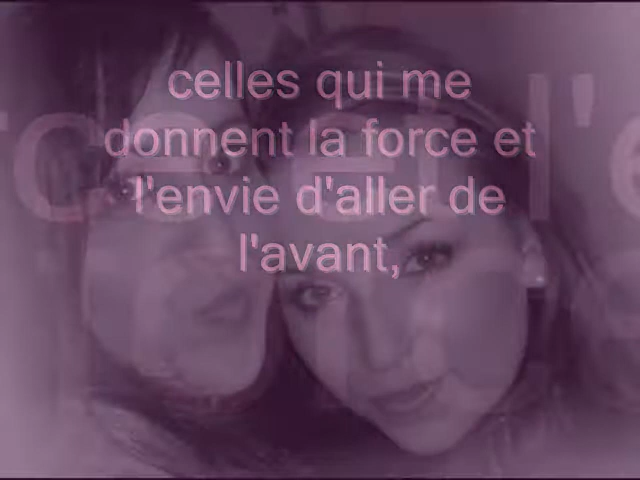 celles qui me
donnent la force et
l'envie d'aller de
l'avant,